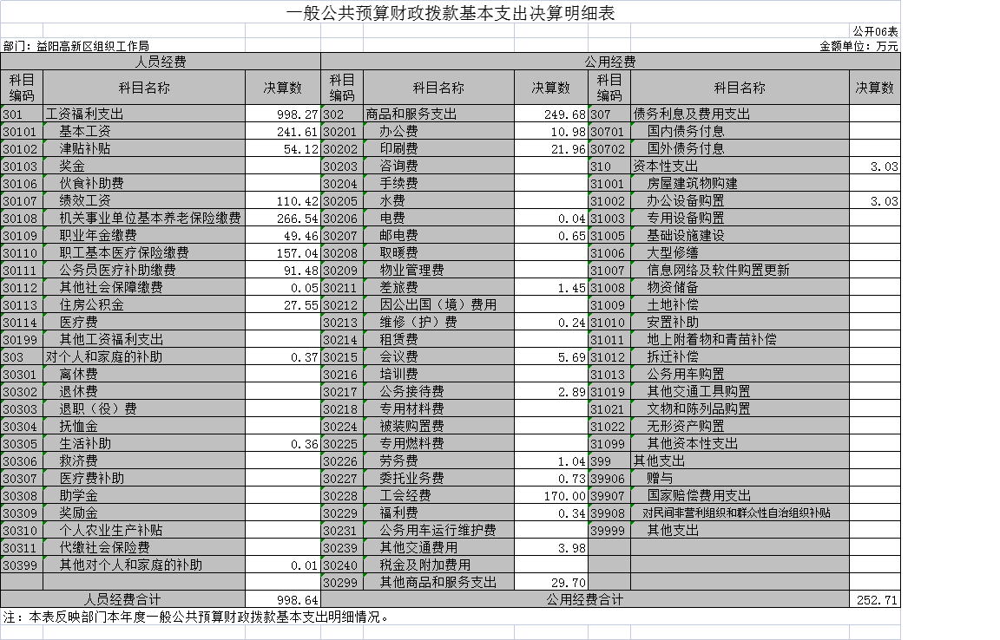 一般公共预算财政拨款基本支出决算明细表
公开06表
部门：益阳高新区组织工作局 金额单位：万元
人员经费 公用经费
科目编码 科目名称 决算数 科目编码 科目名称 决算数 科目编码 科目名称 决算数
301 工资福利支出 998.27 302 商品和服务支出 249.68 307 债务利息及费用支出
30101 基本工资 241.61 30201 办公费 10.98 30701 国内债务付息
30102 津贴补贴 54.12 30202 印刷费 21.96 30702 国外债务付息
30103 奖金 30203 咨询费 310 资本性支出 3.03
30106 伙食补助费 30204 手续费 31001 房屋建筑物购建
30107 绩效工资 110.42 30205 水费 31002 办公设备购置 3.03
30108 机关事业单位基本养老保险缴费 266.54 30206 电费 0.04 31003 专用设备购置
30109 职业年金缴费 49.46 30207 邮电费 0.65 31005 基础设施建设
30110 职工基本医疗保险缴费 157.04 30208 取暖费 31006 大型修缮
30111 公务员医疗补助缴费 91.48 30209 物业管理费 31007 信息网络及软件购置更新
30112 其他社会保障缴费 0.05 30211 差旅费 1.45 31008 物资储备
30113 住房公积金 27.55 30212 因公出国（境）费用 31009 土地补偿
30114 医疗费 30213 维修（护）费 0.24 31010 安置补助
30199 其他工资福利支出 30214 租赁费 31011 地上附着物和青苗补偿
303 对个人和家庭的补助 0.37 30215 会议费 5.69 31012 拆迁补偿
30301 离休费 30216 培训费 31013 公务用车购置
30302 退休费 30217 公务接待费 2.89 31019 其他交通工具购置
30303 退职（役）费 30218 专用材料费 31021 文物和陈列品购置
30304 抚恤金 30224 被装购置费 31022 无形资产购置
30305 生活补助 0.36 30225 专用燃料费 31099 其他资本性支出
30306 救济费 30226 劳务费 1.04 399 其他支出
30307 医疗费补助 30227 委托业务费 0.73 39906 赠与
30308 助学金 30228 工会经费 170.00 39907 国家赔偿费用支出
30309 奖励金 30229 福利费 0.34 39908 对民间非营利组织和群众性自治组织补贴
30310 个人农业生产补贴 30231 公务用车运行维护费 39999 其他支出
30311 代缴社会保险费 30239 其他交通费用 3.98
30399 其他对个人和家庭的补助 0.01 30240 税金及附加费用
30299 其他商品和服务支出 29.70
人员经费合计 998.64 公用经费合计 252.71
注：本表反映部门本年度一般公共预算财政拨款基本支出明细情况。